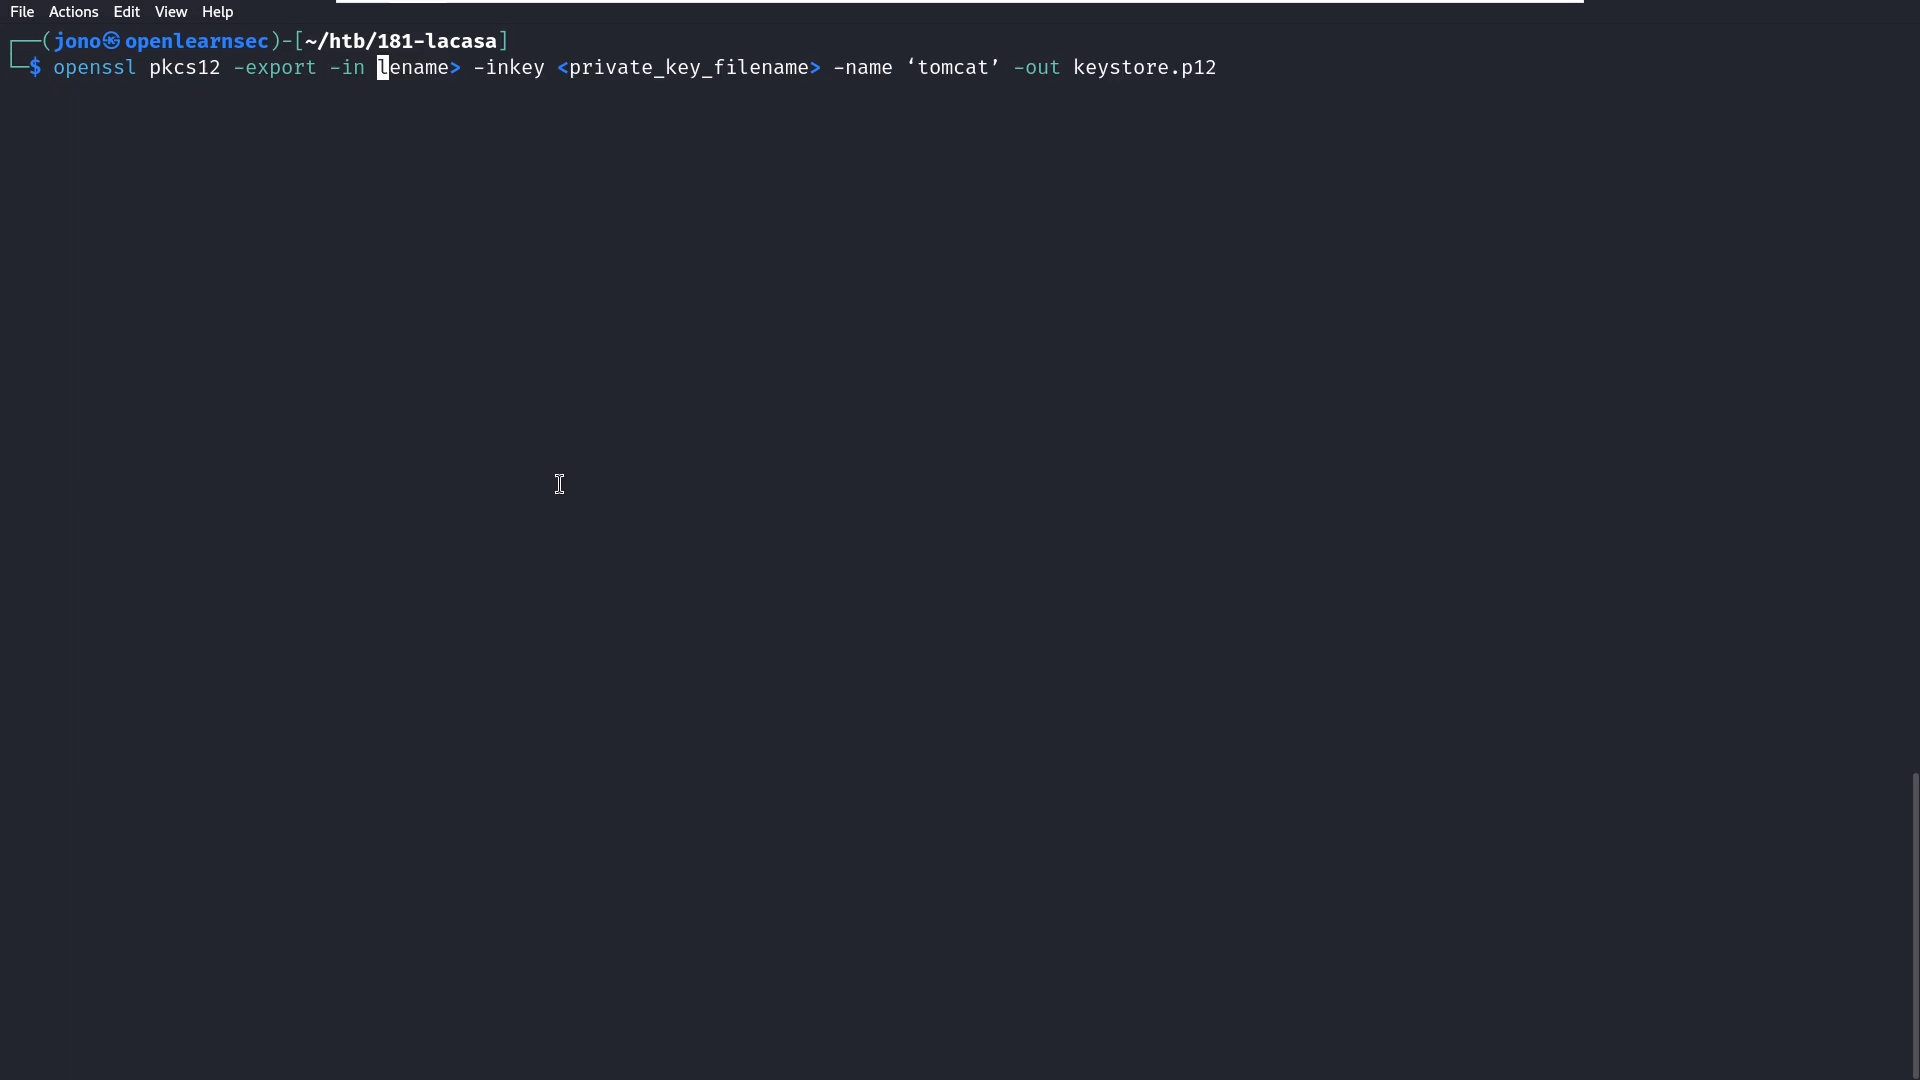 File Actions Edit View Help
┌──(jono㉿openlearnsec)-[~/htb/181-lacasa]
└─$ openssl pkcs12 -export -in lename> -inkey <private_key_filename> -name ‘tomcat’ -out keystore.p12